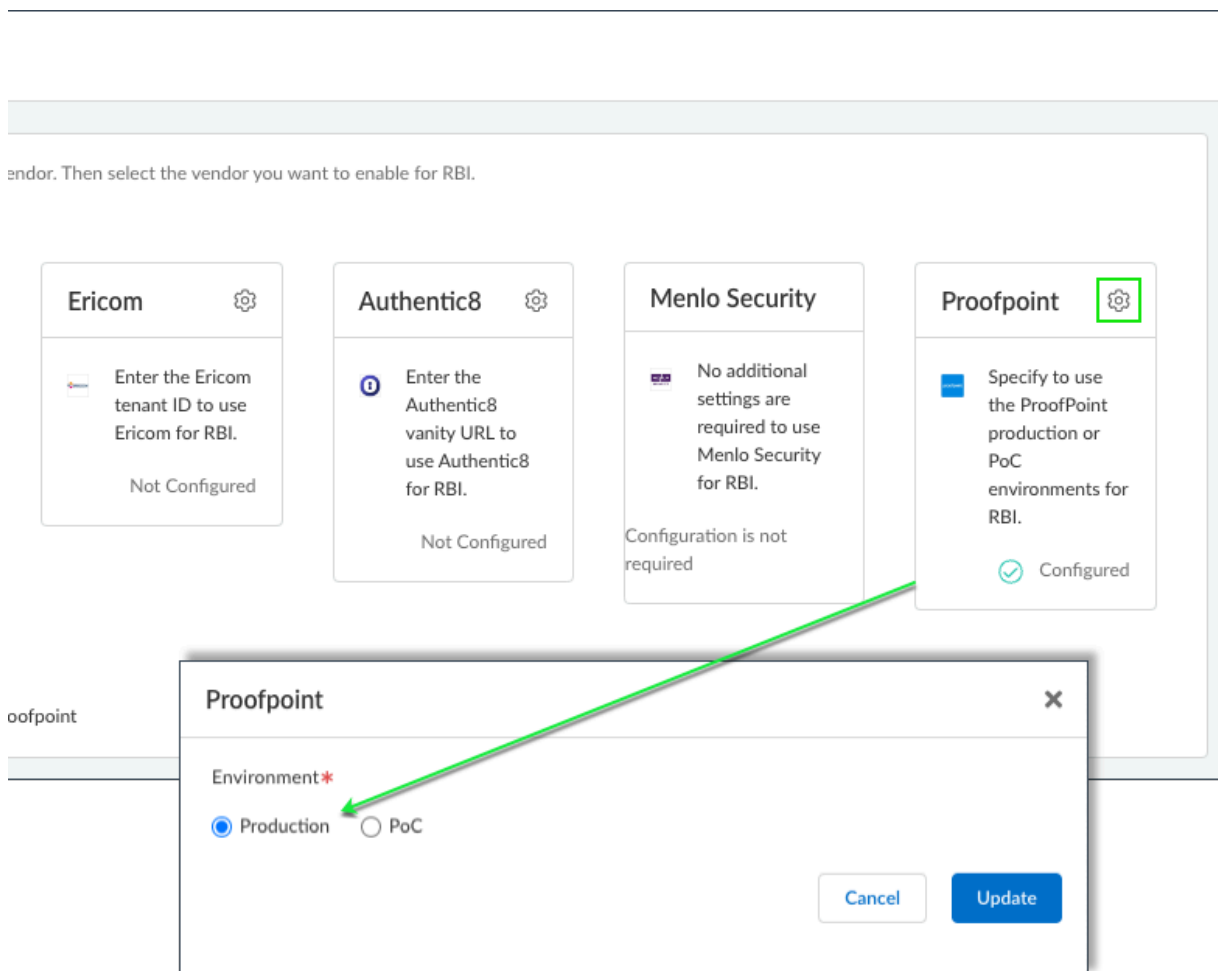 endor. Then select the vendor you want to enable for RBI.
Ericom
Enter the Ericom
tenant ID to use
Ericom for RBI.
Not Configured
Authentic8
Enter the
Authentic8
vanity URL to
use Authentic8
for RBI.
Not Configured
Menlo Security
No additional
settings are
required to use
Menlo Security
for RBI.
Configuration is not
required
Proofpoint
Specify to use
the ProofPoint
production or
PoC
environments for
RBI.
Configured
oofpoint
Proofpoint
Environment*
Production PoC
Cancel Update